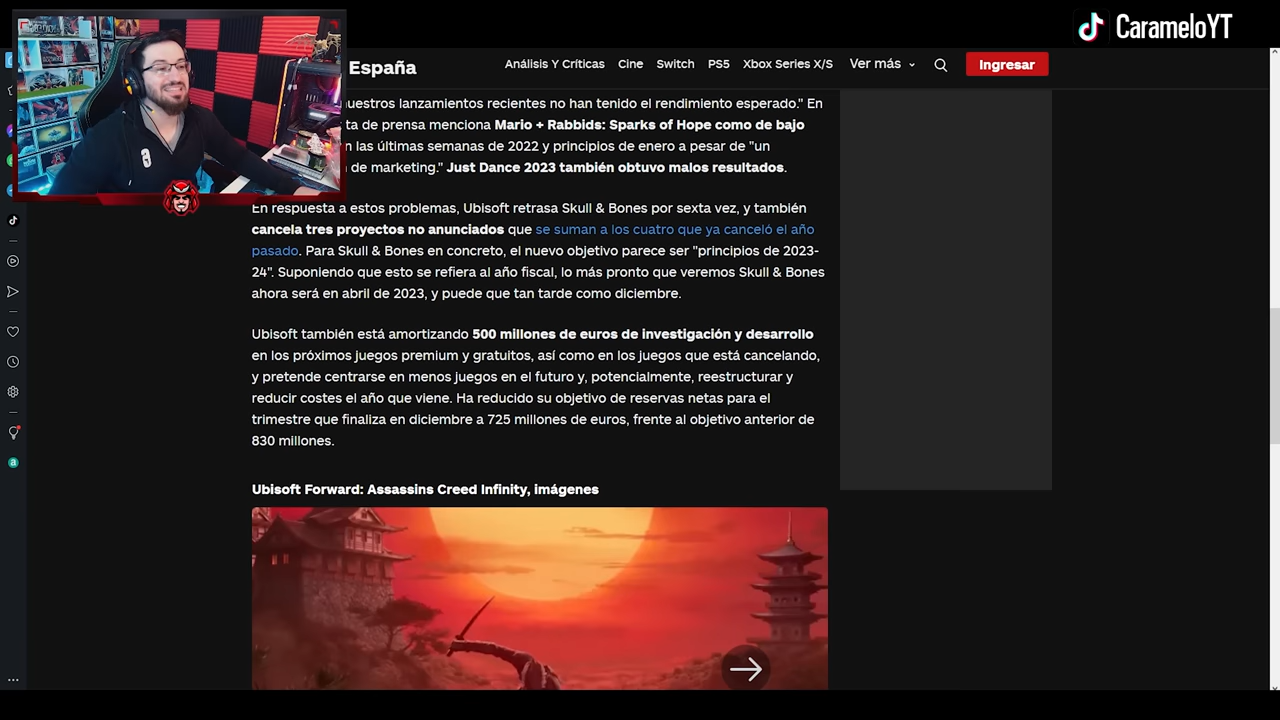 CarameloYT
España
Análisis Y Críticas Cine Switch PS5 Xbox Series X/S Ver más Ingresar
uestros lanzamientos recientes no han tenido el rendimiento esperado." En
ta de prensa menciona Mario + Rabbids: Sparks of Hope como de bajo
n las últimas semanas de 2022 y principios de enero a pesar de "un
de marketing." Just Dance 2023 también obtuvo malos resultados.
En respuesta a estos problemas, Ubisoft retrasa Skull & Bones por sexta vez, y también
cancela tres proyectos no anunciados que se suman a los cuatro que ya canceló el año
pasado. Para Skull & Bones en concreto, el nuevo objetivo parece ser "principios de 2023-
24". Suponiendo que esto se refiera al año fiscal, lo más pronto que veremos Skull & Bones
ahora será en abril de 2023, y puede que tan tarde como diciembre.
Ubisoft también está amortizando 500 millones de euros de investigación y desarrollo
en los próximos juegos premium y gratuitos, así como en los juegos que está cancelando,
y pretende centrarse en menos juegos en el futuro y, potencialmente, reestructurar y
reducir costes el año que viene. Ha reducido su objetivo de reservas netas para el
trimestre que finaliza en diciembre a 725 millones de euros, frente al objetivo anterior de
830 millones.
Ubisoft Forward: Assassins Creed Infinity, imágenes